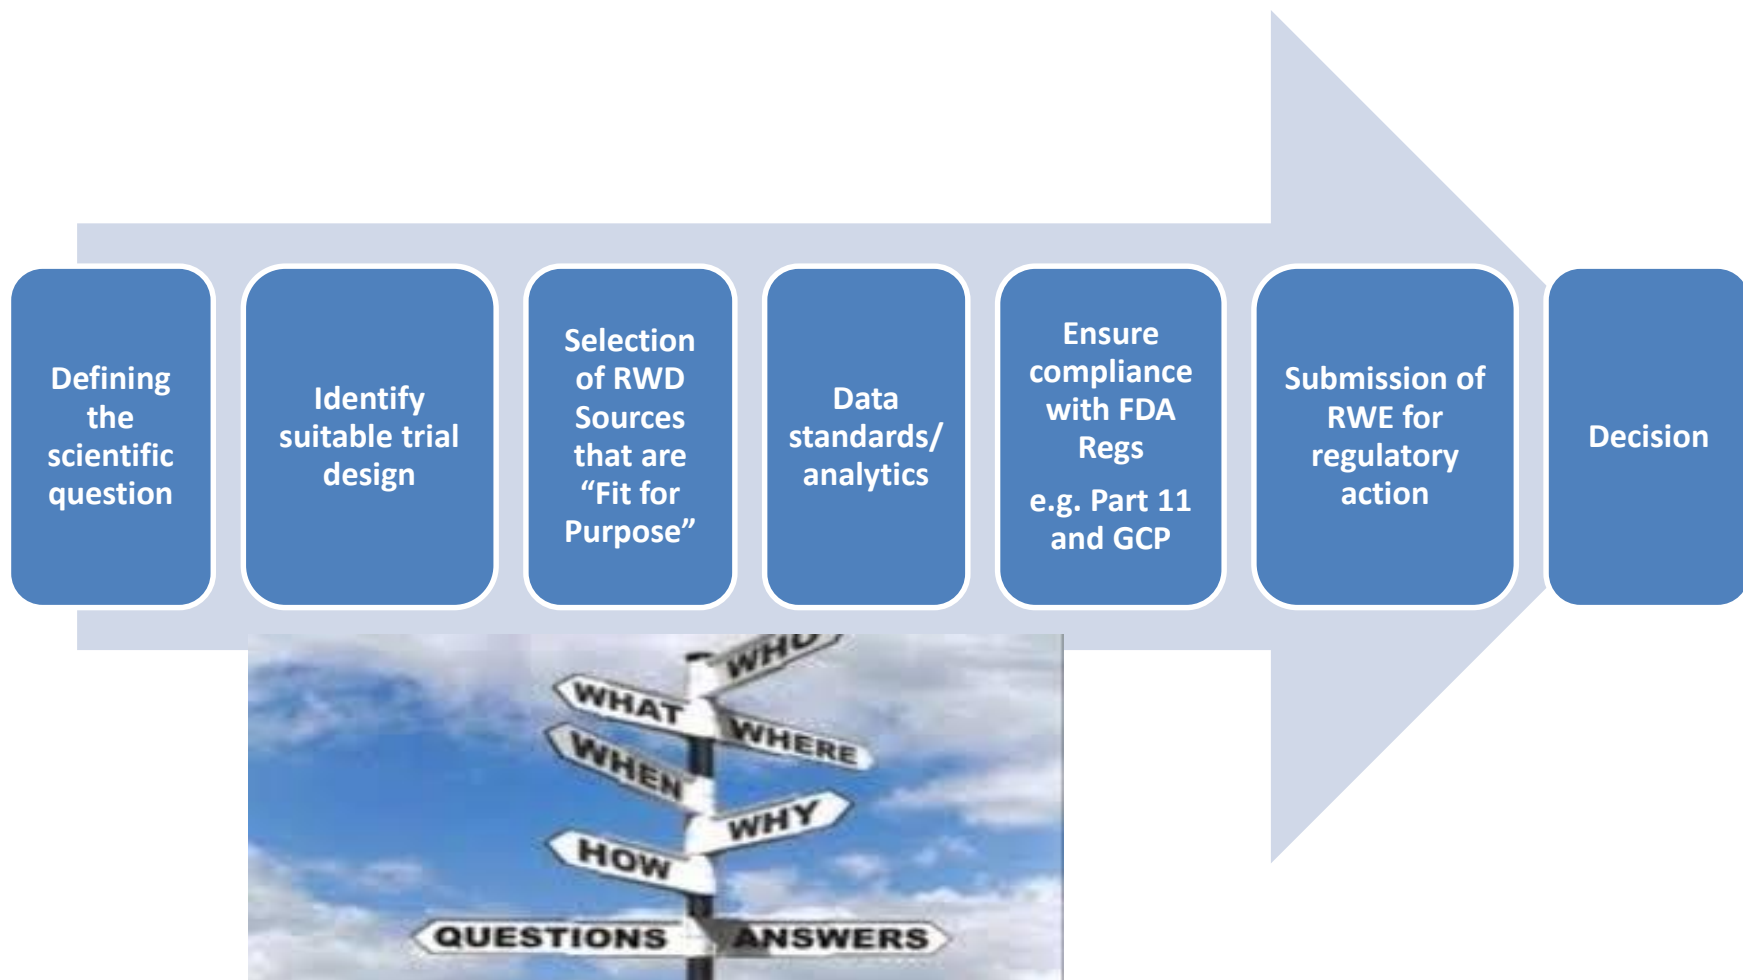 Defining
the
scientific
question
Identify
suitable trial
design
Selection
of RWD
Sources
that are
“Fit for
Purpose”
Data
standards/
analytics
Ensure
compliance
with FDA
Regs
e.g. Part 11
and GCP
Submission of
RWE for
regulatory
action
Decision
WHO
WHAT
WHERE
WHEN
WHY
HOW
QUESTIONS
ANSWERS